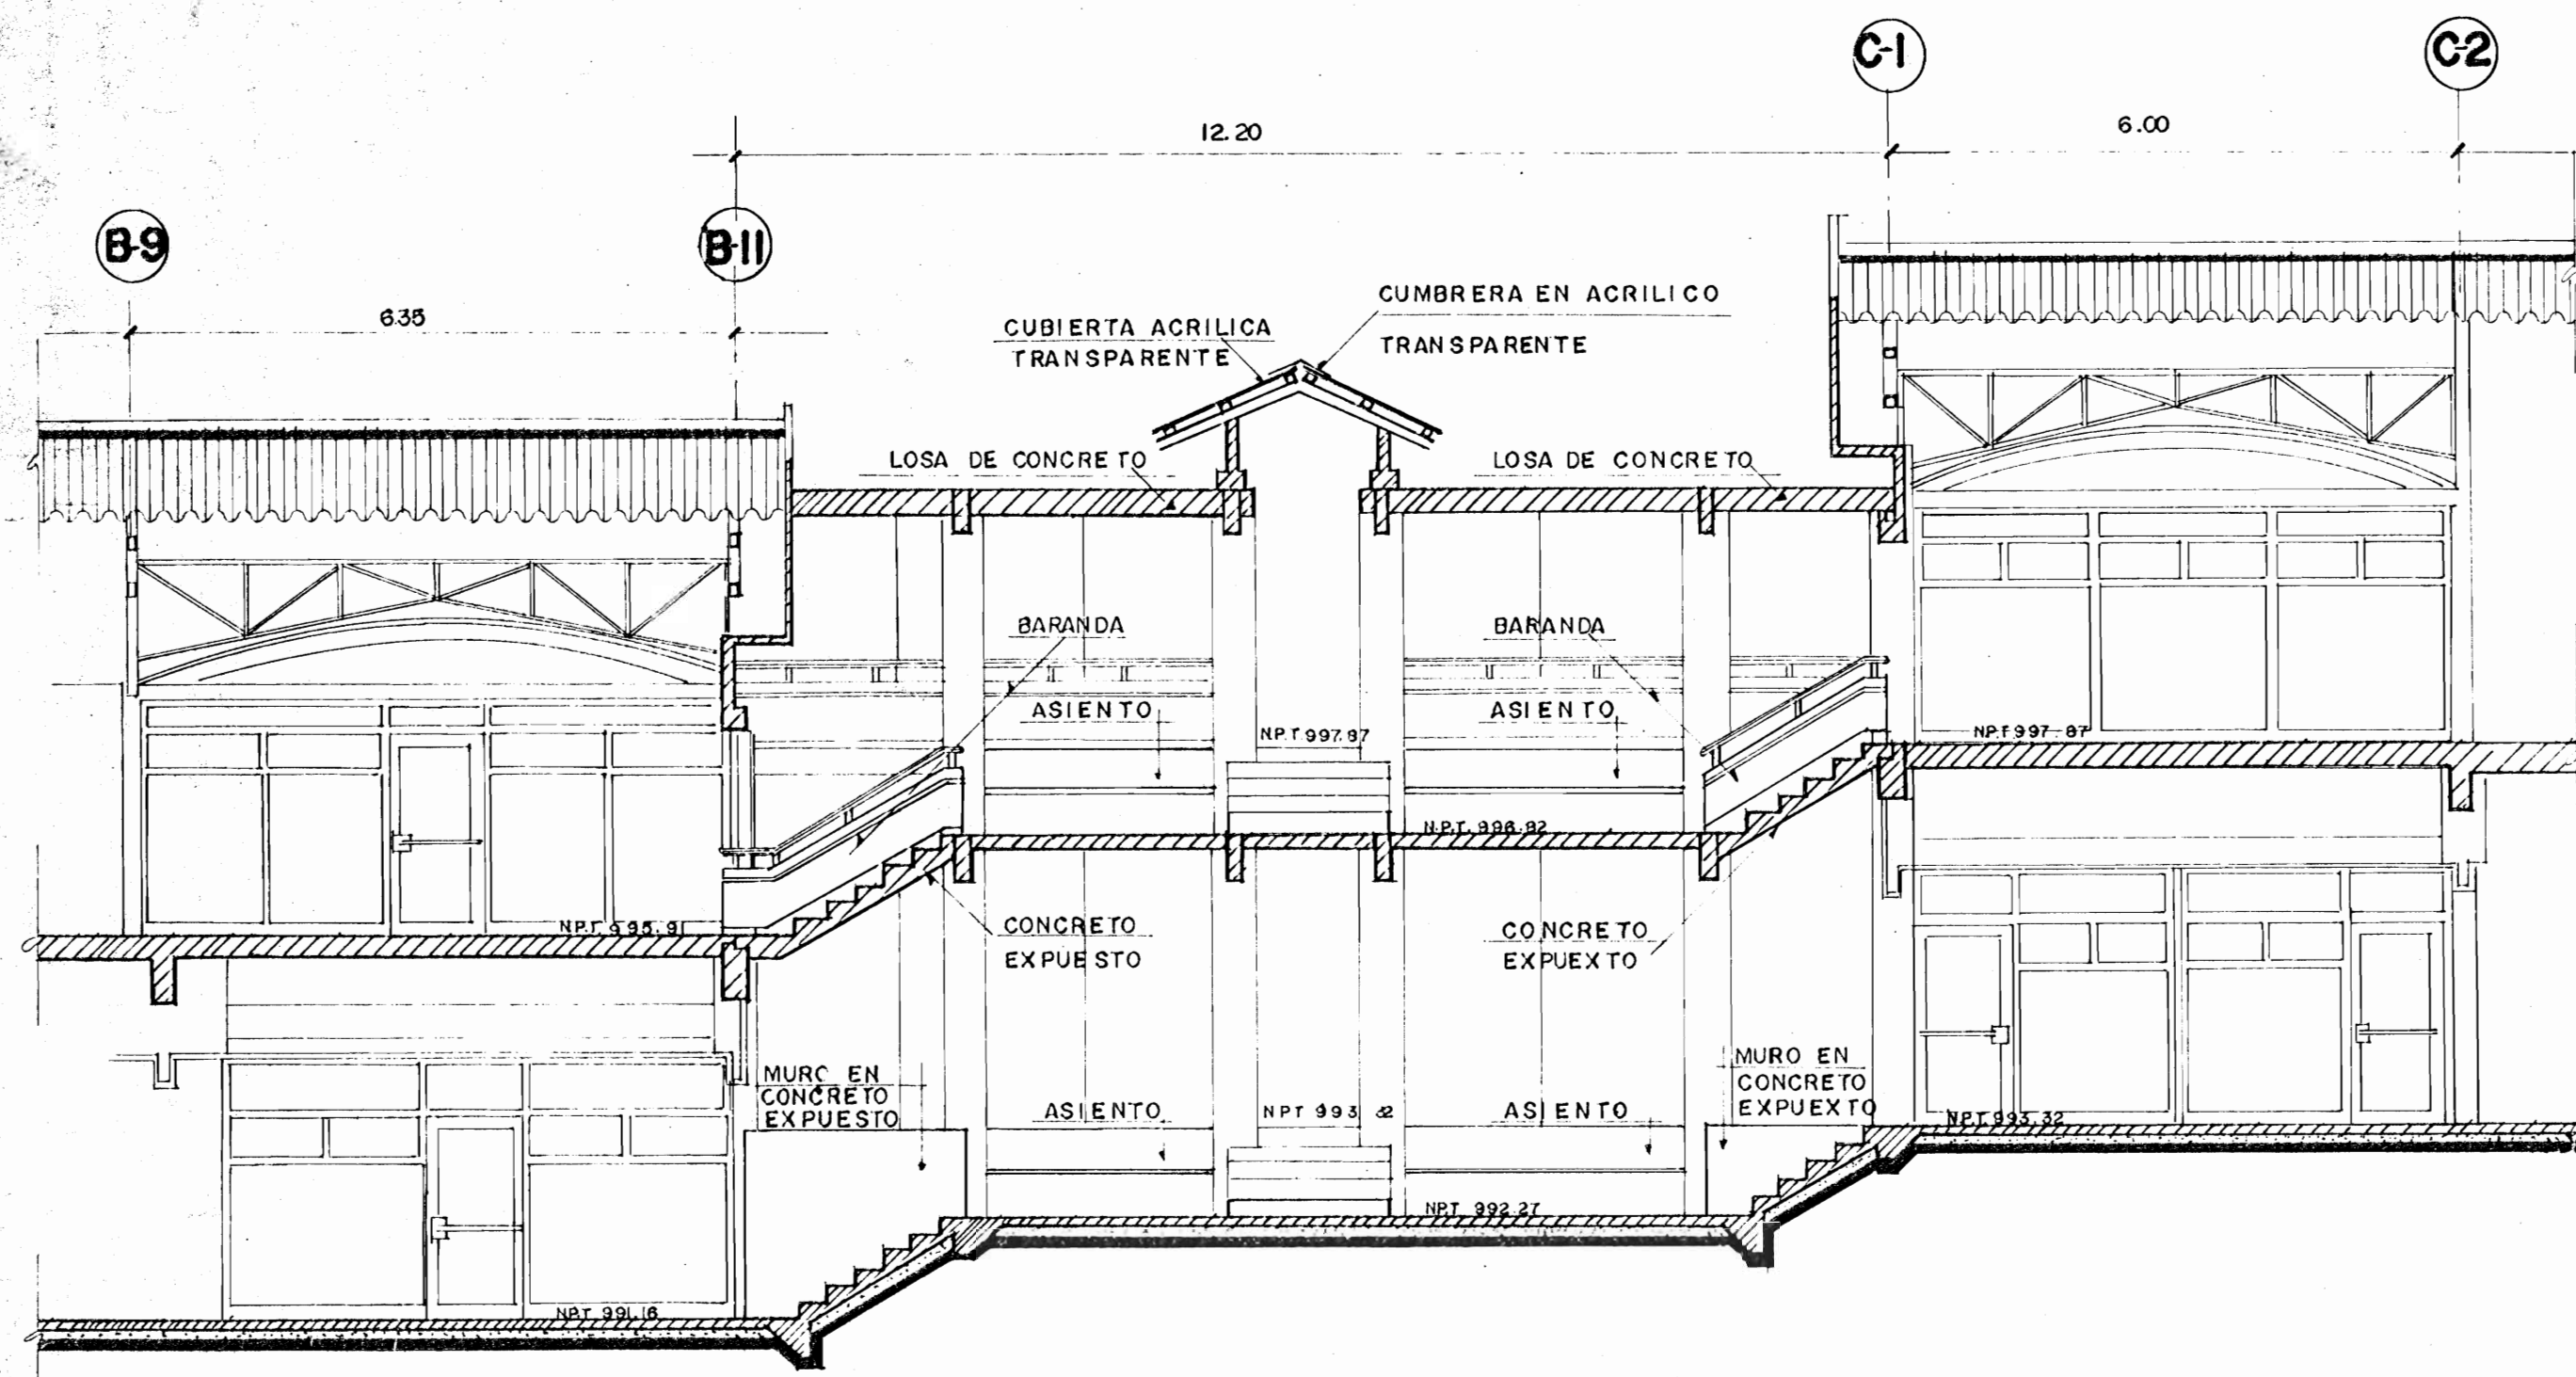 C-1
C-2
12.20
6.00
B-9
B-11
6.35
CUMBRERA EN ACRILICO
TRANSPARENTE
CUBIERTA ACRILICA
TRANSPARENTE
LOSA DE CONCRETO
LOSA DE CONCRETO
BARANDA
BARANDA
ASIENTO
ASIENTO
N.P.T 997.87
N.P.T 997.87
N.P.T. 996.82
N.P.T. 995.91
CONCRETO
EXPUESTO
CONCRETO
EXPUEXTO
MURO EN
CONCRETO
EXPUESTO
MURO EN
CONCRETO
EXPUEXTO
ASIENTO
NPT 993.32
ASIENTO
N.P.T. 993.32
N.P.T 992.27
N.P.T. 991.16